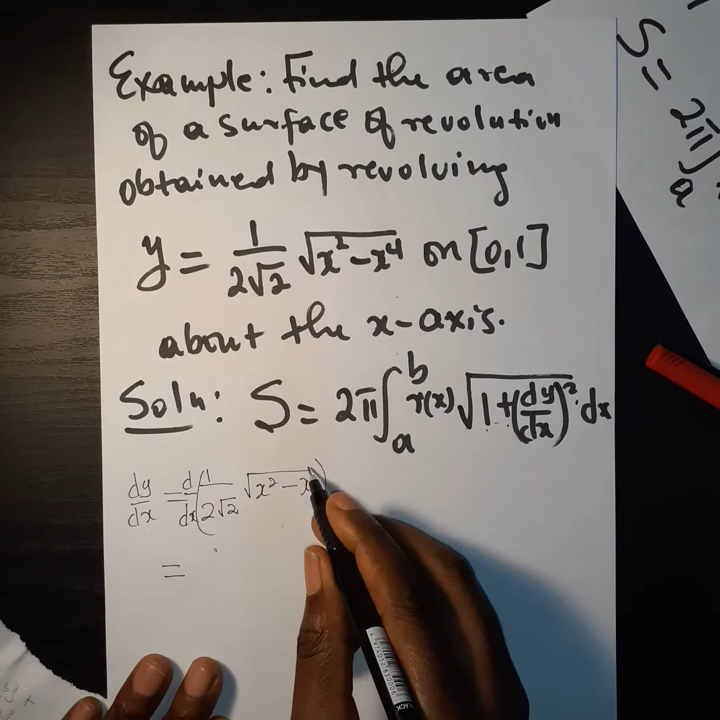 Example: Find the area
of a surface of revolution
obtained by revolving
y = 1/2√2 √x² - x⁴ on [0,1]
about the x-axis.
Soln: S = 2π∫ₐᵇ r(x) √1+(dy/dx)² dx
dy/dx = d/dx(1/2√2 √x² - x⁴)
=
S = 2π∫
a